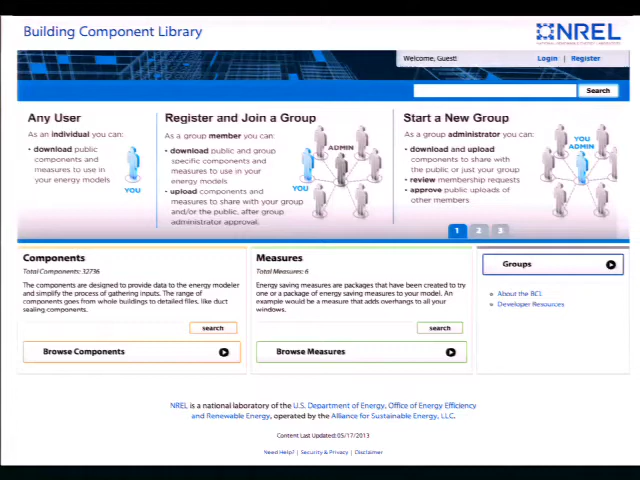 Building Component Library
NREL
Welcome, Guest!
Login | Register
Search
Any User
As an individual you can:
• download public
components and
measures to use in
your energy models
YOU
Register and Join a Group
As a group member you can:
• download public and group
specific components and
measures to use in your
energy models
• upload components and
measures to share with your group
and/or the public, after group
administrator approval.
ADMIN
YOU
Start a New Group
As a group administrator you can:
• download and upload
components to share with
the public or just your group
• review membership requests
• approve public uploads of
other members
YOU
ADMIN
1 2 3
Components
Total Components: 32736
The components are designed to provide data to the energy modeler
and simplify the process of gathering inputs. The range of
components goes from whole buildings to detailed files, like duct
sealing components.
search
Browse Components
Measures
Total Measures: 6
Energy saving measures are packages that have been created to try
one or a package of energy saving measures to your model. An
example would be a measure that adds overhangs to all your
windows.
search
Browse Measures
Groups
About the BCL
Developer Resources
NREL is a national laboratory of the U.S. Department of Energy, Office of Energy Efficiency
and Renewable Energy, operated by the Alliance for Sustainable Energy, LLC.
Content Last Updated:05/17/2013
Need Help? | Security & Privacy | Disclaimer